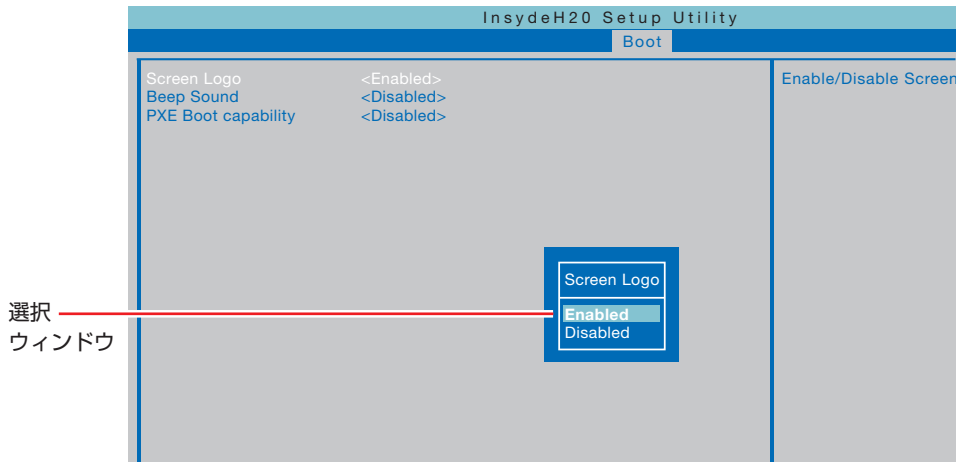 InsydeH20 Setup Utility
Boot
Screen Logo <Enabled>
Beep Sound <Disabled>
PXE Boot capability <Disabled>
Enable/Disable Screen
Screen Logo
Enabled
Disabled
選択
ウィンドウ